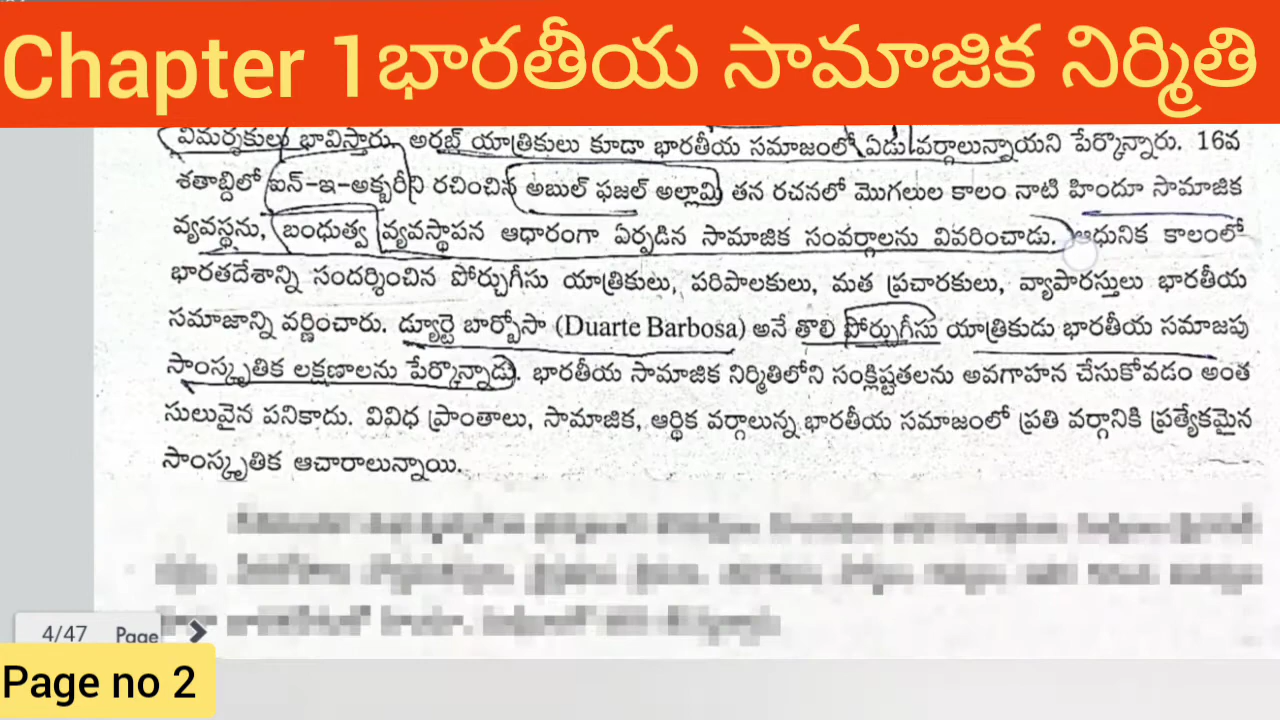 Chapter 1 భారతీయ సామాజిక నిర్మితి
విమర్శకులు భావిస్తారు. అరబ్ యాత్రికులు కూడా భారతీయ సమాజంలో ఏడు వర్గాలున్నాయని పేర్కొన్నారు. 16వ
శతాబ్దిలో ఐన్-ఇ-అక్బరీని రచించిన అబుల్ ఫజల్ అల్లామి తన రచనలో మొగలుల కాలం నాటి హిందూ సామాజిక
వ్యవస్థను, బంధుత్వ వ్యవస్థాపన ఆధారంగా ఏర్పడిన సామాజిక సంవర్గాలను వివరించాడు. ఆధునిక కాలంలో
భారతదేశాన్ని సందర్శించిన పోర్చుగీసు యాత్రికులు, పరిపాలకులు, మత ప్రచారకులు, వ్యాపారస్తులు భారతీయ
సమాజాన్ని వర్ణించారు. డ్యూర్టె బార్బోసా (Duarte Barbosa) అనే తొలి పోర్చుగీసు యాత్రికుడు భారతీయ సమాజపు
సాంస్కృతిక లక్షణాలను పేర్కొన్నాడు. భారతీయ సామాజిక నిర్మితిలోని సంక్లిష్టతలను అవగాహన చేసుకోవడం అంత
సులువైన పనికాదు. వివిధ ప్రాంతాలు, సామాజిక, ఆర్థిక వర్గాలున్న భారతీయ సమాజంలో ప్రతి వర్గానికి ప్రత్యేకమైన
సాంస్కృతిక ఆచారాలున్నాయి.
4/47 Page
Page no 2